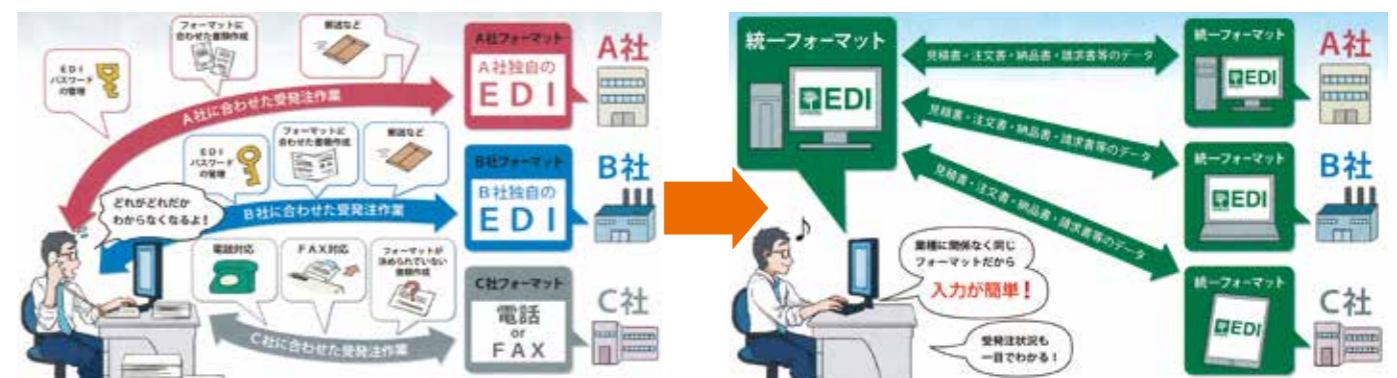 フォーマットに
合わせた書類作成
郵送など
EDI
パスワード
の管理
A社フォーマット
A社独自の
EDI
A社
A社に合わせた受発注作業
フォーマットに
合わせた書類作成
郵送など
EDI
パスワード
の管理
B社フォーマット
B社独自の
EDI
B社
どれがどれだか
わからなくなるよ！
B社に合わせた受発注作業
電話対応
FAX対応
フォーマットが
決められていない
書類作成
C社フォーマット
電話
or
FAX
C社
C社に合わせた受発注作業
統一フォーマット
EDI
見積書・注文書・納品書・請求書等のデータ
統一フォーマット
EDI
A社
見積書・注文書・納品書・請求書等のデータ
統一フォーマット
EDI
B社
見積書・注文書・納品書・請求書等のデータ
統一フォーマット
EDI
C社
業種に関係なく同じ
フォーマットだから
入力が簡単！
受発注状況も
一目でわかる！